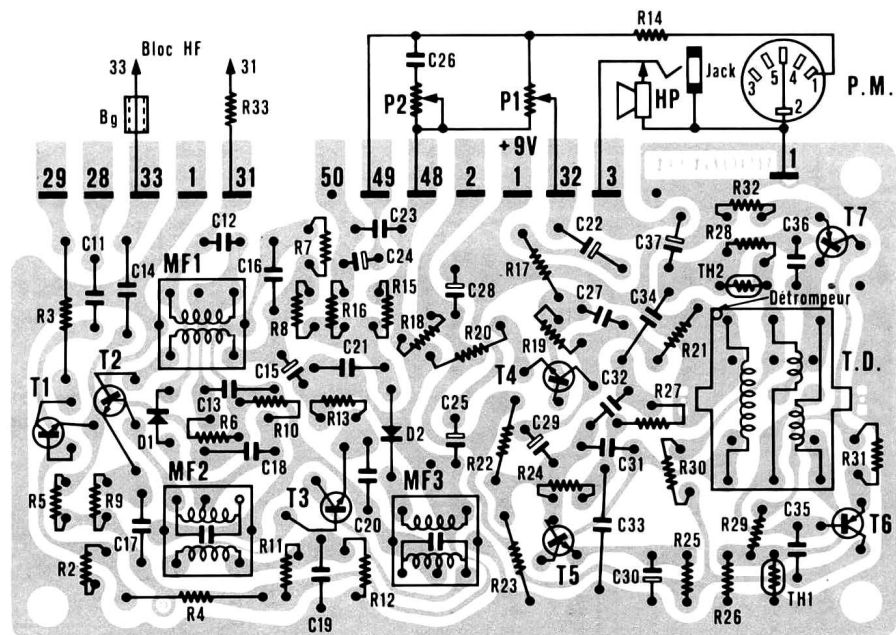 R14
Bloc HF
33
31
C26
Jack
5
3
4
1
2
P.M.
Bg
R33
P2
P1
HP
+9V
29
28
33
1
31
50
49
48
2
1
32
3
1
R32
C12
C23
C22
R7
C37
R28
C36
T7
C11
C14
MF1
C16
C24
R17
TH2
R3
C28
C27
C34
Détrompeur
R8
R16
R15
R18
R20
R19
R21
T.D.
T2
C15
C21
T4
T1
C13
C32
R27
D1
R6
R10
R13
D2
C25
C29
C18
R22
C31
R30
R31
MF2
T3
MF3
R24
R5
R9
C17
C20
C33
R29
C35
T6
R2
R11
R12
T5
R25
R23
C30
R4
C19
R26
TH1